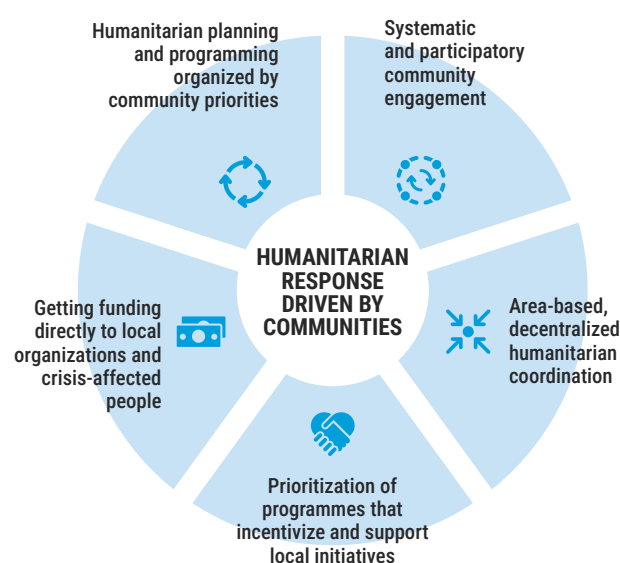 Humanitarian planning
and programming
organized by
community priorities
Systematic
and participatory
community
engagement
HUMANITARIAN
RESPONSE
DRIVEN BY
COMMUNITIES
Getting funding
directly to local
organizations and
crisis-affected
people
Area-based,
decentralized
humanitarian
coordination
Prioritization of
programmes that
incentivize and support
local initiatives